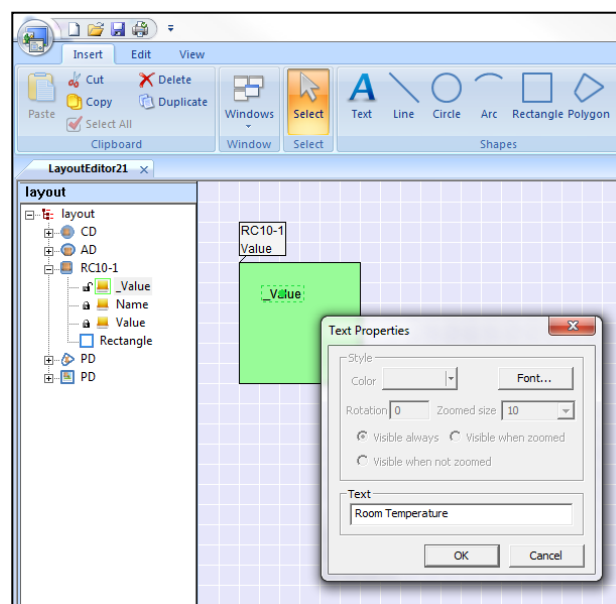 Insert Edit View
Paste
Cut
Copy
Select All
Delete
Duplicate
Clipboard
Windows
Window
Select
Select
Text Line Circle Arc Rectangle Polygon
Shapes
LayoutEditor21
layout
layout
CD
AD
RC10-1
_Value
Name
Value
Rectangle
PD
PD
RC10-1
Value
_Value
Text Properties
Style
Color
Font...
Rotation 0 Zoomed size 10
Visible always Visible when zoomed
Visible when not zoomed
Text
Room Temperature
OK Cancel